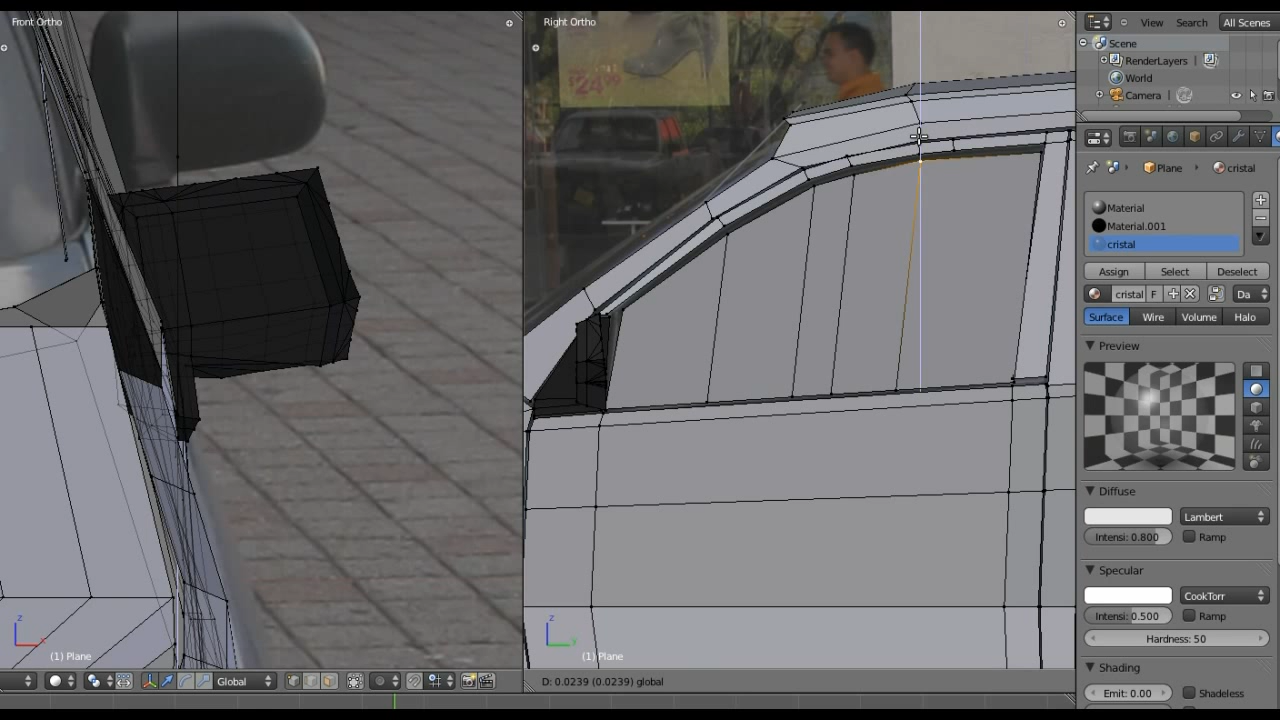 Front Ortho
Right Ortho
View Search All Scenes
$24.99
Scene
RenderLayers
World
Camera
Plane cristal
Material
Material.001
cristal
Assign Select Deselect
cristal F Da
Surface Wire Volume Halo
Preview
Diffuse
Lambert
Intensi: 0.800 Ramp
Specular
CookTorr
Intensi: 0.500 Ramp
Hardness: 50
Shading
Emit: 0.00 Shadeless
z
x
(1) Plane
z
y
(1) Plane
Global
D: 0.0239 (0.0239) global